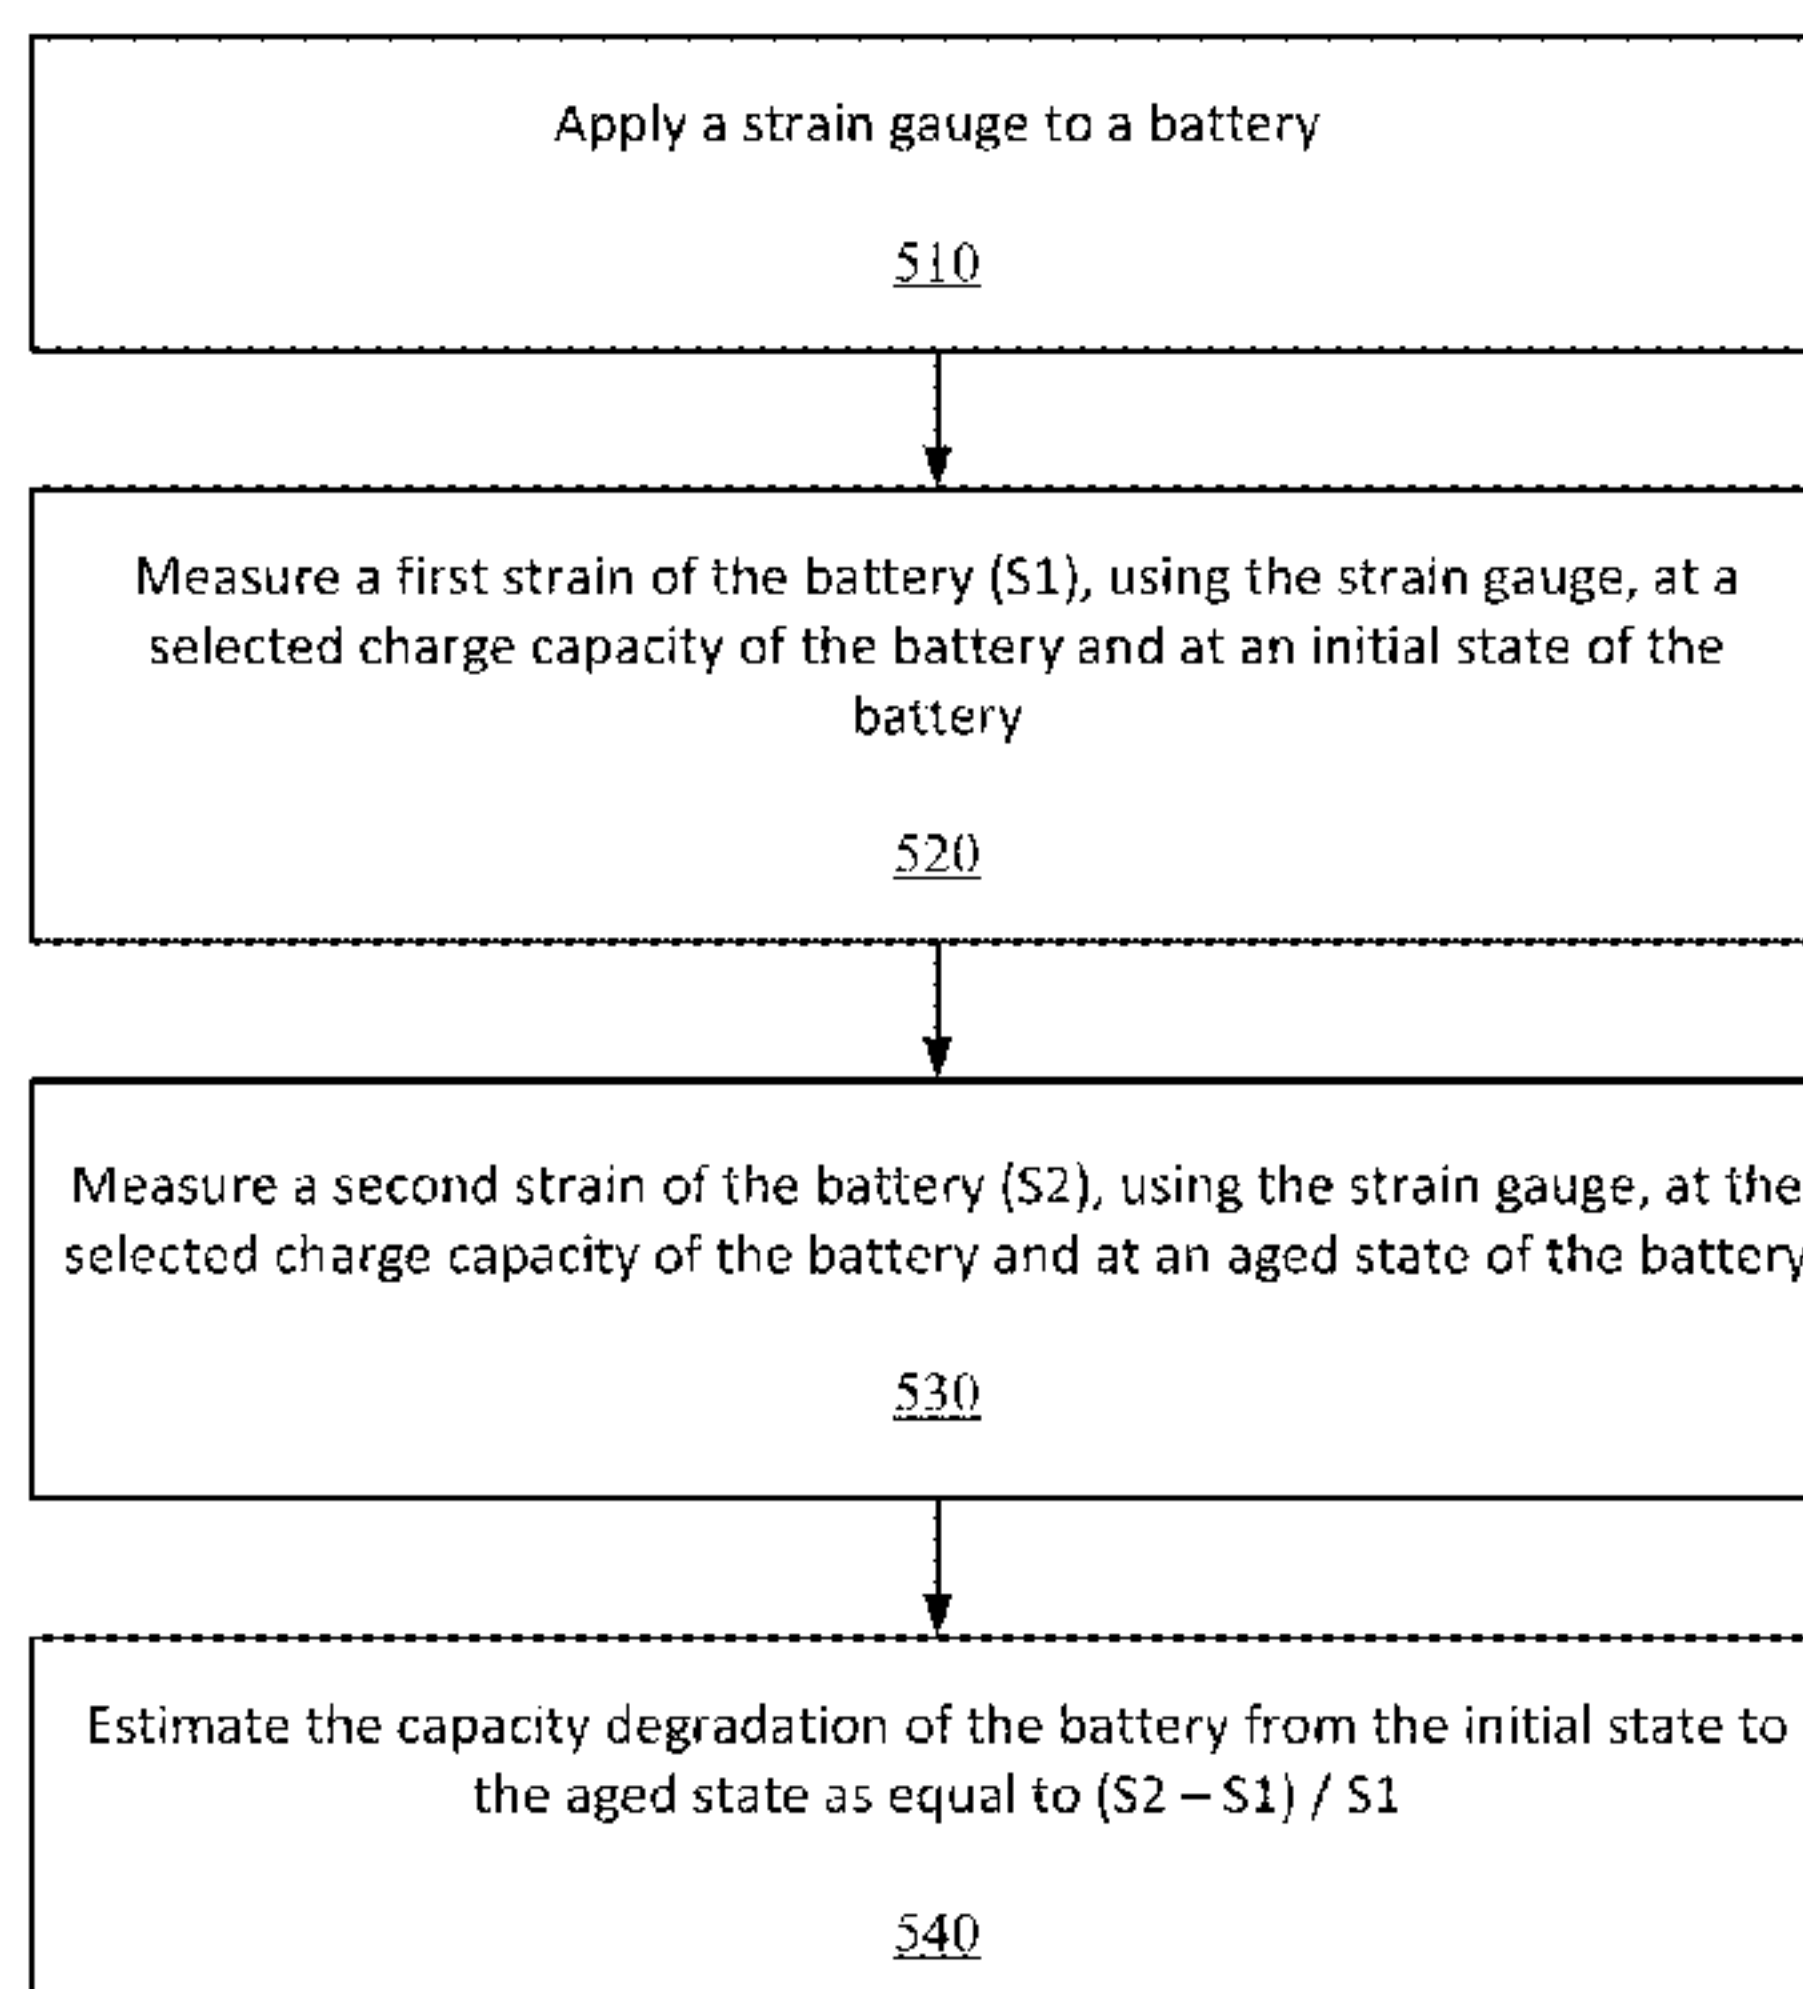 Apply a strain gauge to a battery
510
Measure a first strain of the battery (S1), using the strain gauge, at a
selected charge capacity of the battery and at an initial state of the
battery
520
Measure a second strain of the battery (S2), using the strain gauge, at the
selected charge capacity of the battery and at an aged state of the battery
530
Estimate the capacity degradation of the battery from the initial state to
the aged state as equal to (S2 – S1) / S1
540